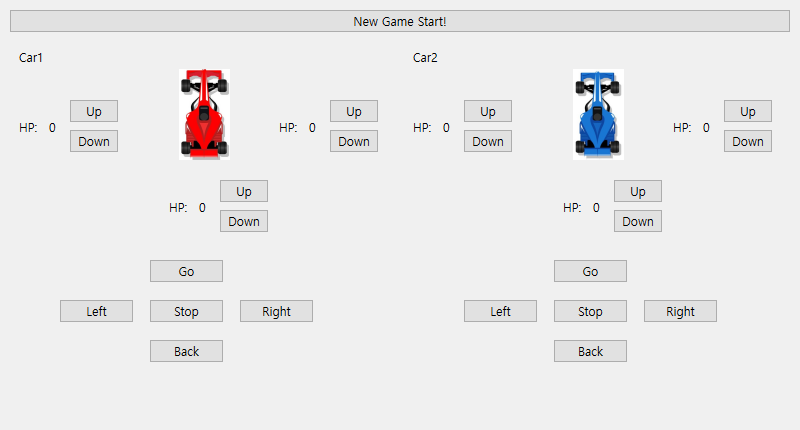 New Game Start!
Car1 Car2
Up Up Up Up
HP: 0 HP: 0 HP: 0 HP: 0
Down Down Down Down
Up Up
HP: 0 HP: 0
Down Down
Go Go
Left Stop Right Left Stop Right
Back Back